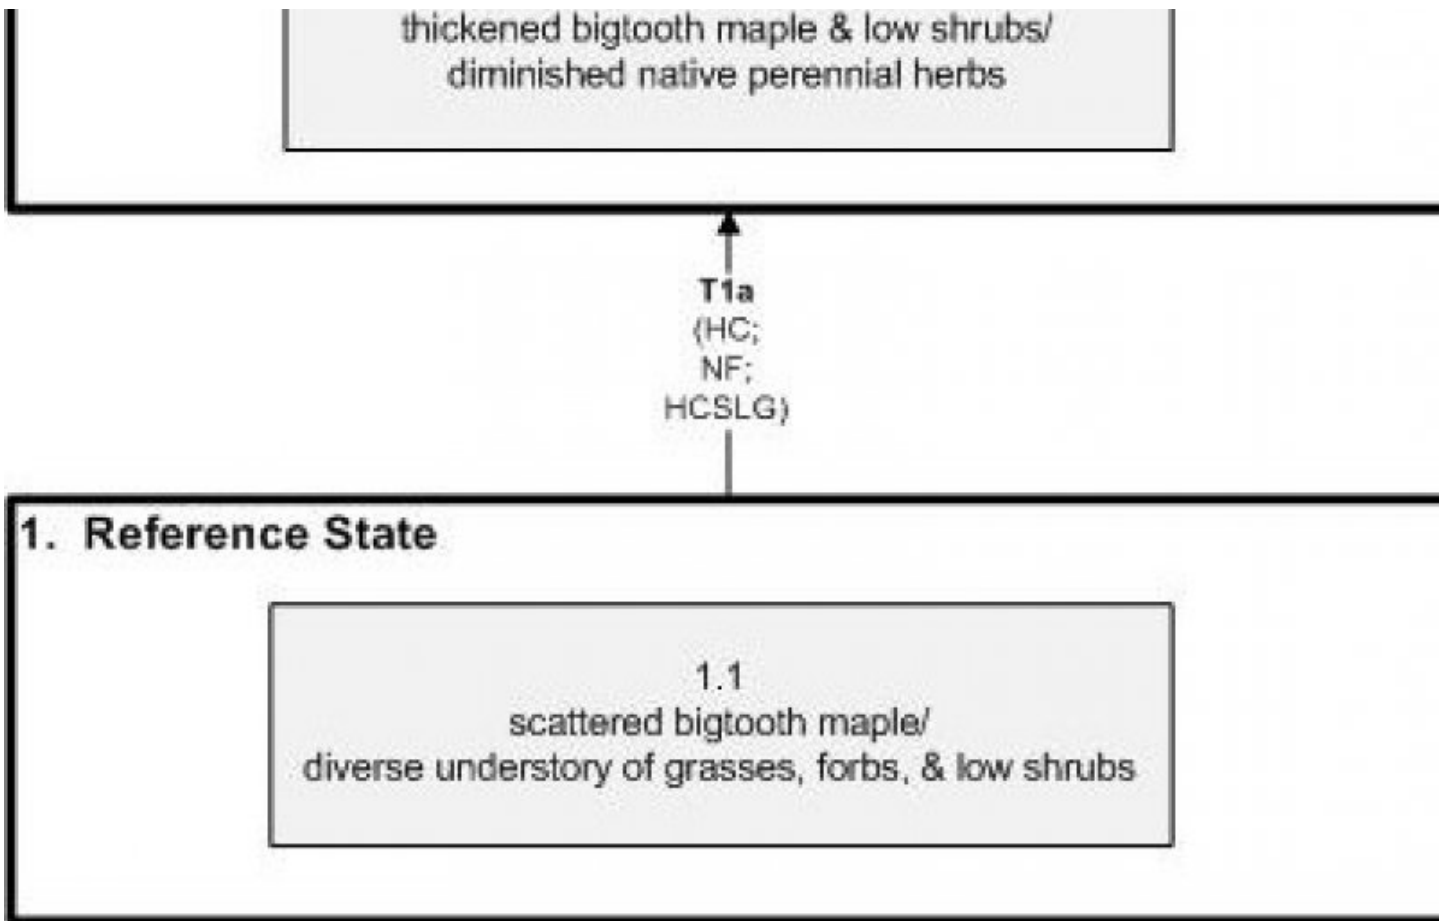 thickened bigtooth maple & low shrubs/
diminished native perennial herbs
T1a
(HC;
NF;
HCSLG)
1. Reference State
1.1
scattered bigtooth maple/
diverse understory of grasses, forbs, & low shrubs